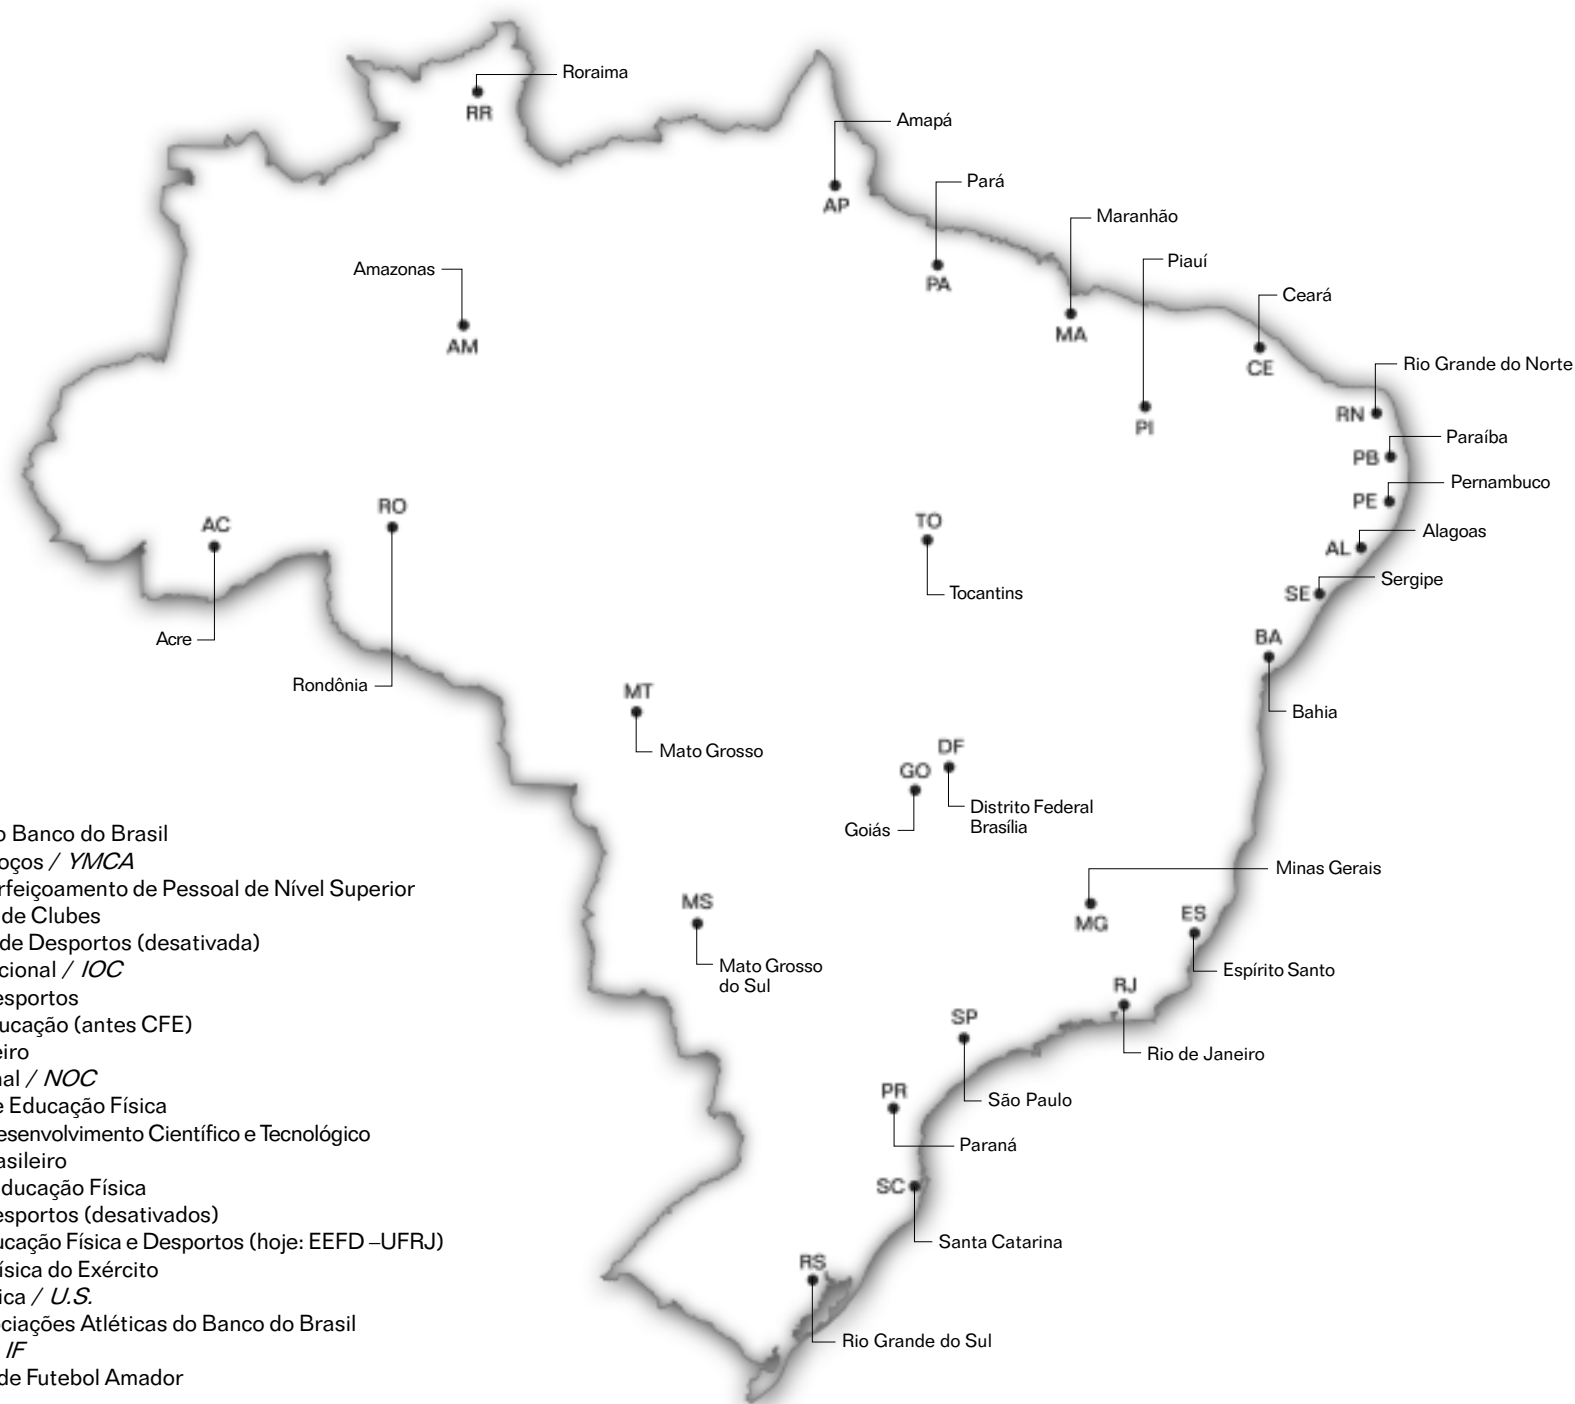 Roraima
RR
Amapá
AP
Pará
PA
Maranhão
MA
Piauí
PI
Ceará
CE
Amazonas
AM
Rio Grande do Norte
RN
Paraíba
PB
Pernambuco
PE
Alagoas
AL
Sergipe
SE
AC
Acre
RO
Rondônia
TO
Tocantins
BA
Bahia
MT
Mato Grosso
DF
Distrito Federal
Brasília
GO
Goiás
Minas Gerais
MG
ES
Espírito Santo
MS
Mato Grosso
do Sul
RJ
Rio de Janeiro
SP
São Paulo
PR
Paraná
SC
Santa Catarina
RS
Rio Grande do Sul
o Banco do Brasil
oços / YMCA
rfeiçoamento de Pessoal de Nível Superior
de Clubes
de Desportos (desativada)
cional / IOC
esportos
ucação (antes CFE)
eiro
nal / NOC
e Educação Física
esenvolvimento Científico e Tecnológico
asileiro
Educação Física
esportos (desativados)
ucação Física e Desportos (hoje: EEFD –UFRJ)
ísica do Exército
ica / U.S.
ociações Atléticas do Banco do Brasil
IF
de Futebol Amador